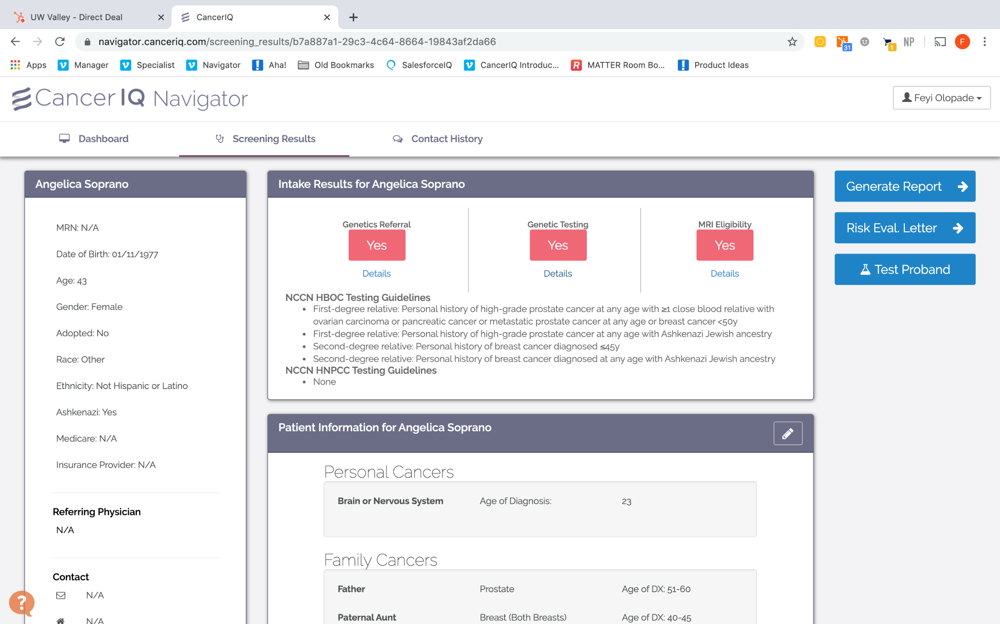 UW Valley - Direct Deal
CancerIQ
navigator.canceriq.com/screening_results/b7a887a1-29c3-4c64-8664-19843af2da66
31
U
1
NP
F
Apps
Manager
Specialist
Navigator
Aha!
Old Bookmarks
SalesforceIQ
CancerIQ Introduc...
R
MATTER Room Bo...
Product Ideas
Cancer IQ Navigator
Feyi Olopade
Dashboard
Screening Results
Contact History
Angelica Soprano
MRN: N/A
Date of Birth: 01/11/1977
Age: 43
Gender: Female
Adopted: No
Race: Other
Ethnicity: Not Hispanic or Latino
Ashkenazi: Yes
Medicare: N/A
Insurance Provider: N/A
Referring Physician
N/A
Contact
N/A
N/A
?
Intake Results for Angelica Soprano
Genetics Referral
Yes
Details
Genetic Testing
Yes
Details
MRI Eligibility
Yes
Details
NCCN HBOC Testing Guidelines
• First-degree relative: Personal history of high-grade prostate cancer at any age with ≥1 close blood relative with
ovarian carcinoma or pancreatic cancer or metastatic prostate cancer at any age or breast cancer <50y
• First-degree relative: Personal history of high-grade prostate cancer at any age with Ashkenazi Jewish ancestry
• Second-degree relative: Personal history of breast cancer diagnosed ≤45y
• Second-degree relative: Personal history of breast cancer diagnosed at any age with Ashkenazi Jewish ancestry
NCCN HNPCC Testing Guidelines
• None
Patient Information for Angelica Soprano
Personal Cancers
Brain or Nervous System Age of Diagnosis: 23
Family Cancers
Father Prostate Age of DX: 51-60
Paternal Aunt Breast (Both Breasts) Age of DX: 40-45
Generate Report
Risk Eval. Letter
Test Proband